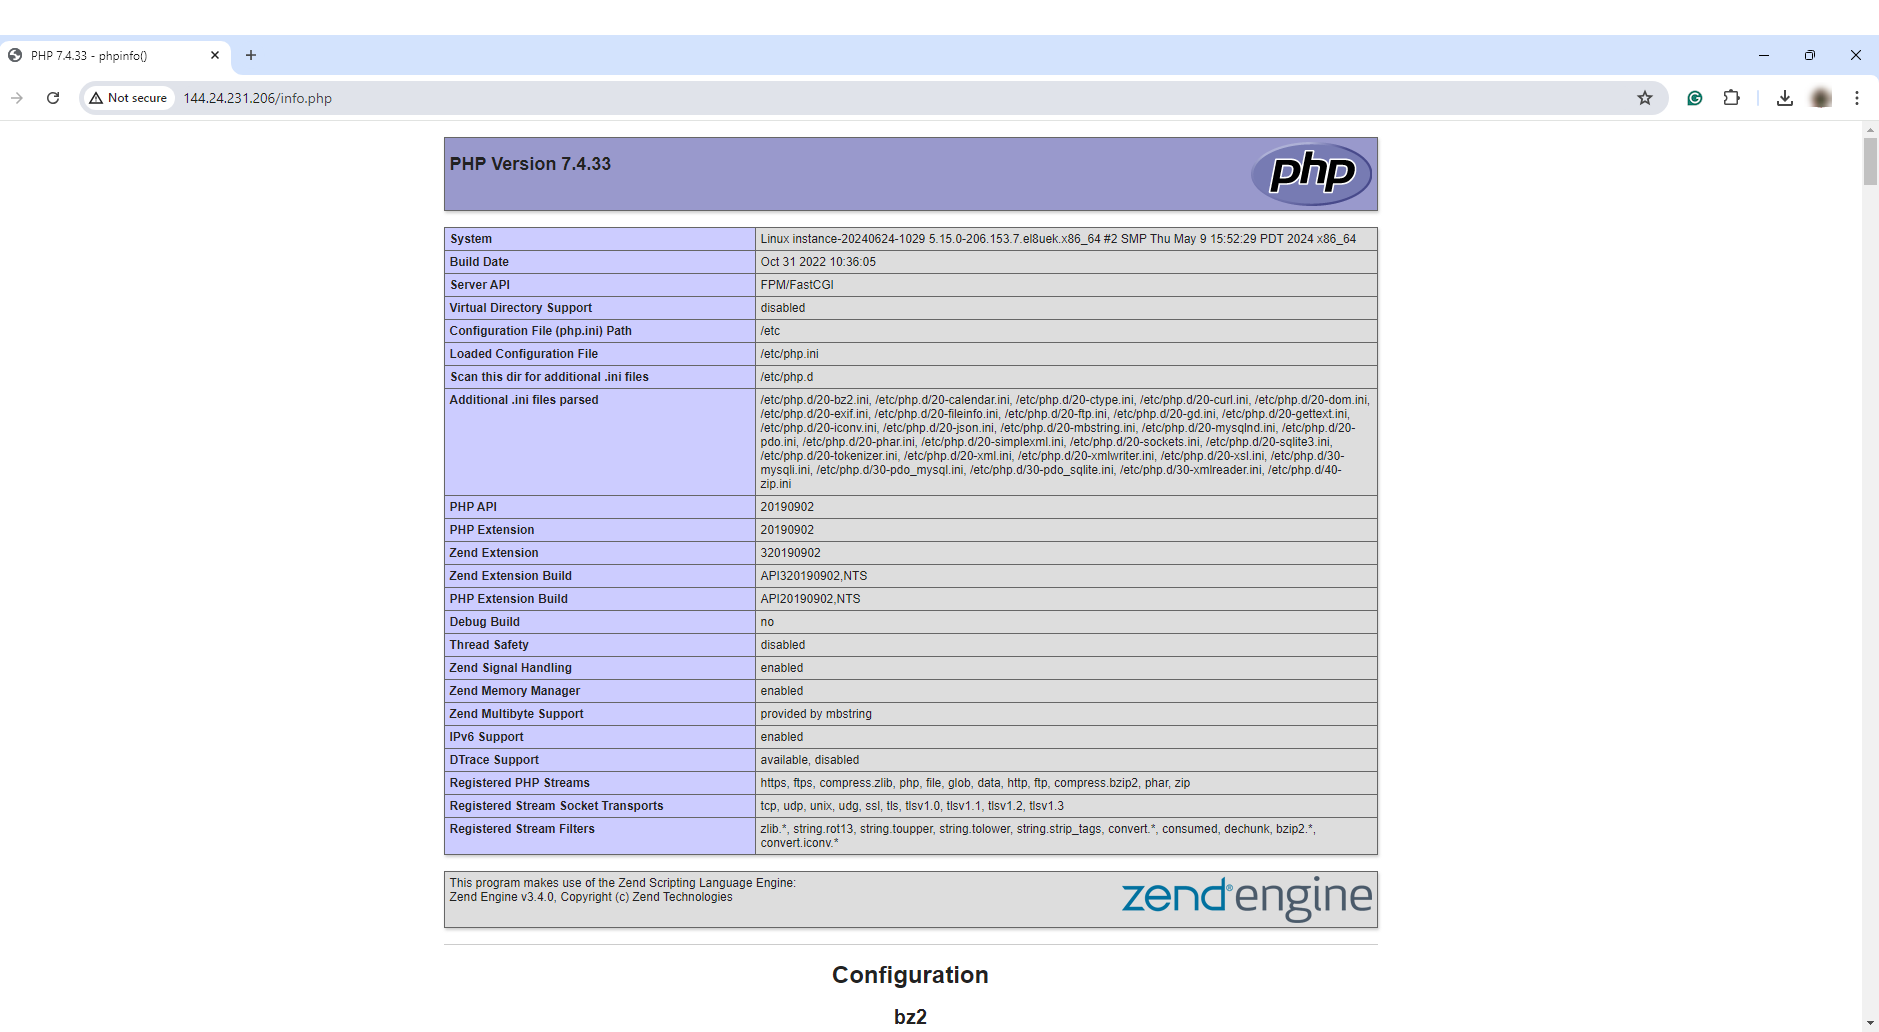 PHP 7.4.33 - phpinfo()
Not secure
144.24.231.206/info.php
PHP Version 7.4.33
php
System Linux instance-20240624-1029 5.15.0-206.153.7.el8uek.x86_64 #2 SMP Thu May 9 15:52:29 PDT 2024 x86_64
Build Date Oct 31 2022 10:36:05
Server API FPM/FastCGI
Virtual Directory Support disabled
Configuration File (php.ini) Path /etc
Loaded Configuration File /etc/php.ini
Scan this dir for additional .ini files /etc/php.d
Additional .ini files parsed /etc/php.d/20-bz2.ini, /etc/php.d/20-calendar.ini, /etc/php.d/20-ctype.ini, /etc/php.d/20-curl.ini, /etc/php.d/20-dom.ini,
/etc/php.d/20-exif.ini, /etc/php.d/20-fileinfo.ini, /etc/php.d/20-ftp.ini, /etc/php.d/20-gd.ini, /etc/php.d/20-gettext.ini,
/etc/php.d/20-iconv.ini, /etc/php.d/20-json.ini, /etc/php.d/20-mbstring.ini, /etc/php.d/20-mysqlnd.ini, /etc/php.d/20-
pdo.ini, /etc/php.d/20-phar.ini, /etc/php.d/20-simplexml.ini, /etc/php.d/20-sockets.ini, /etc/php.d/20-sqlite3.ini,
/etc/php.d/20-tokenizer.ini, /etc/php.d/20-xml.ini, /etc/php.d/20-xmlwriter.ini, /etc/php.d/20-xsl.ini, /etc/php.d/30-
mysqli.ini, /etc/php.d/30-pdo_mysql.ini, /etc/php.d/30-pdo_sqlite.ini, /etc/php.d/30-xmlreader.ini, /etc/php.d/40-
zip.ini
PHP API 20190902
PHP Extension 20190902
Zend Extension 320190902
Zend Extension Build API320190902,NTS
PHP Extension Build API20190902,NTS
Debug Build no
Thread Safety disabled
Zend Signal Handling enabled
Zend Memory Manager enabled
Zend Multibyte Support provided by mbstring
IPv6 Support enabled
DTrace Support available, disabled
Registered PHP Streams https, ftps, compress.zlib, php, file, glob, data, http, ftp, compress.bzip2, phar, zip
Registered Stream Socket Transports tcp, udp, unix, udg, ssl, tls, tlsv1.0, tlsv1.1, tlsv1.2, tlsv1.3
Registered Stream Filters zlib.*, string.rot13, string.toupper, string.tolower, string.strip_tags, convert.*, consumed, dechunk, bzip2.*,
convert.iconv.*
This program makes use of the Zend Scripting Language Engine:
Zend Engine v3.4.0, Copyright (c) Zend Technologies
zend® engine
Configuration
bz2